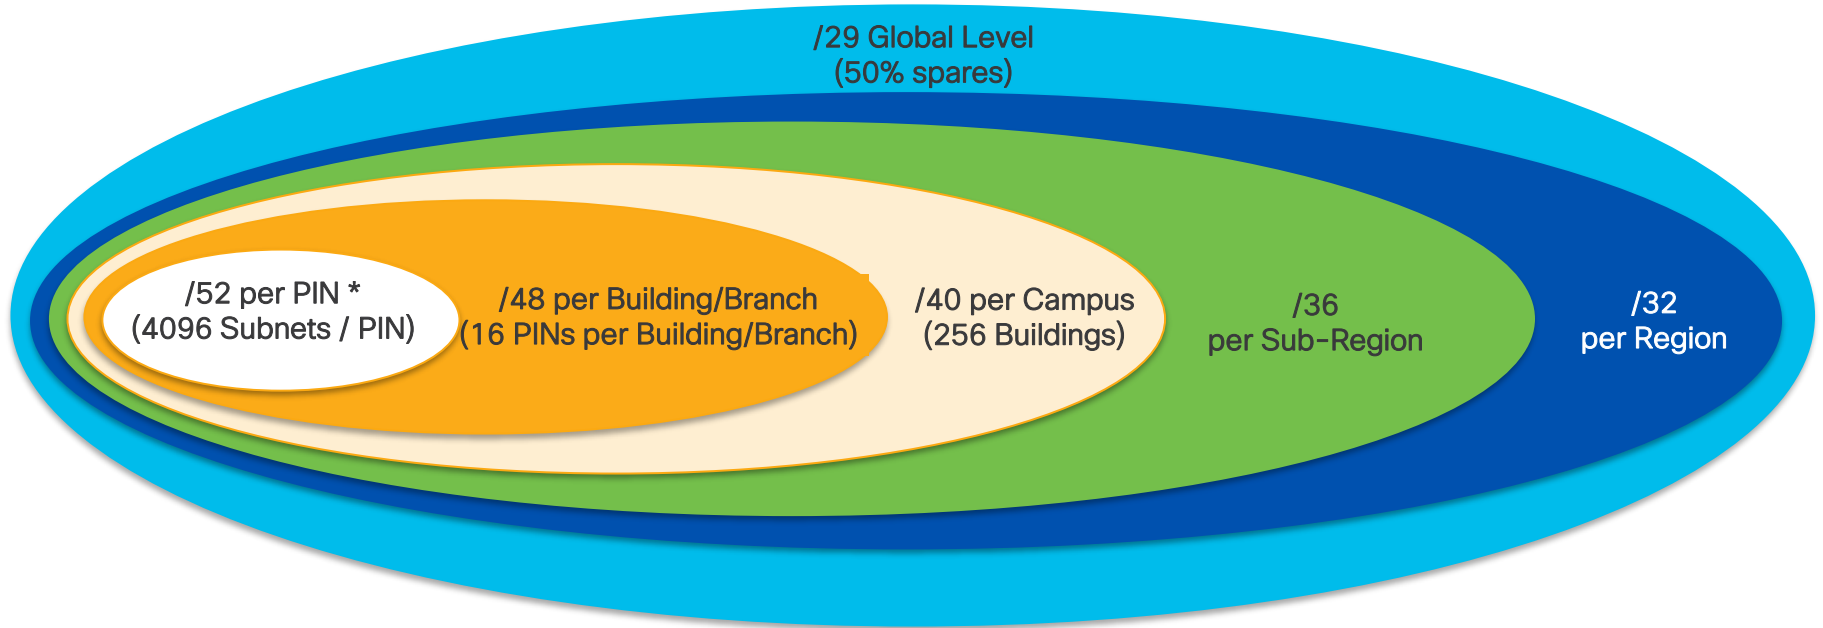 /29 Global Level
(50% spares)
/52 per PIN *
(4096 Subnets / PIN)
/48 per Building/Branch
(16 PINs per Building/Branch)
/40 per Campus
(256 Buildings)
/36
per Sub-Region
/32
per Region